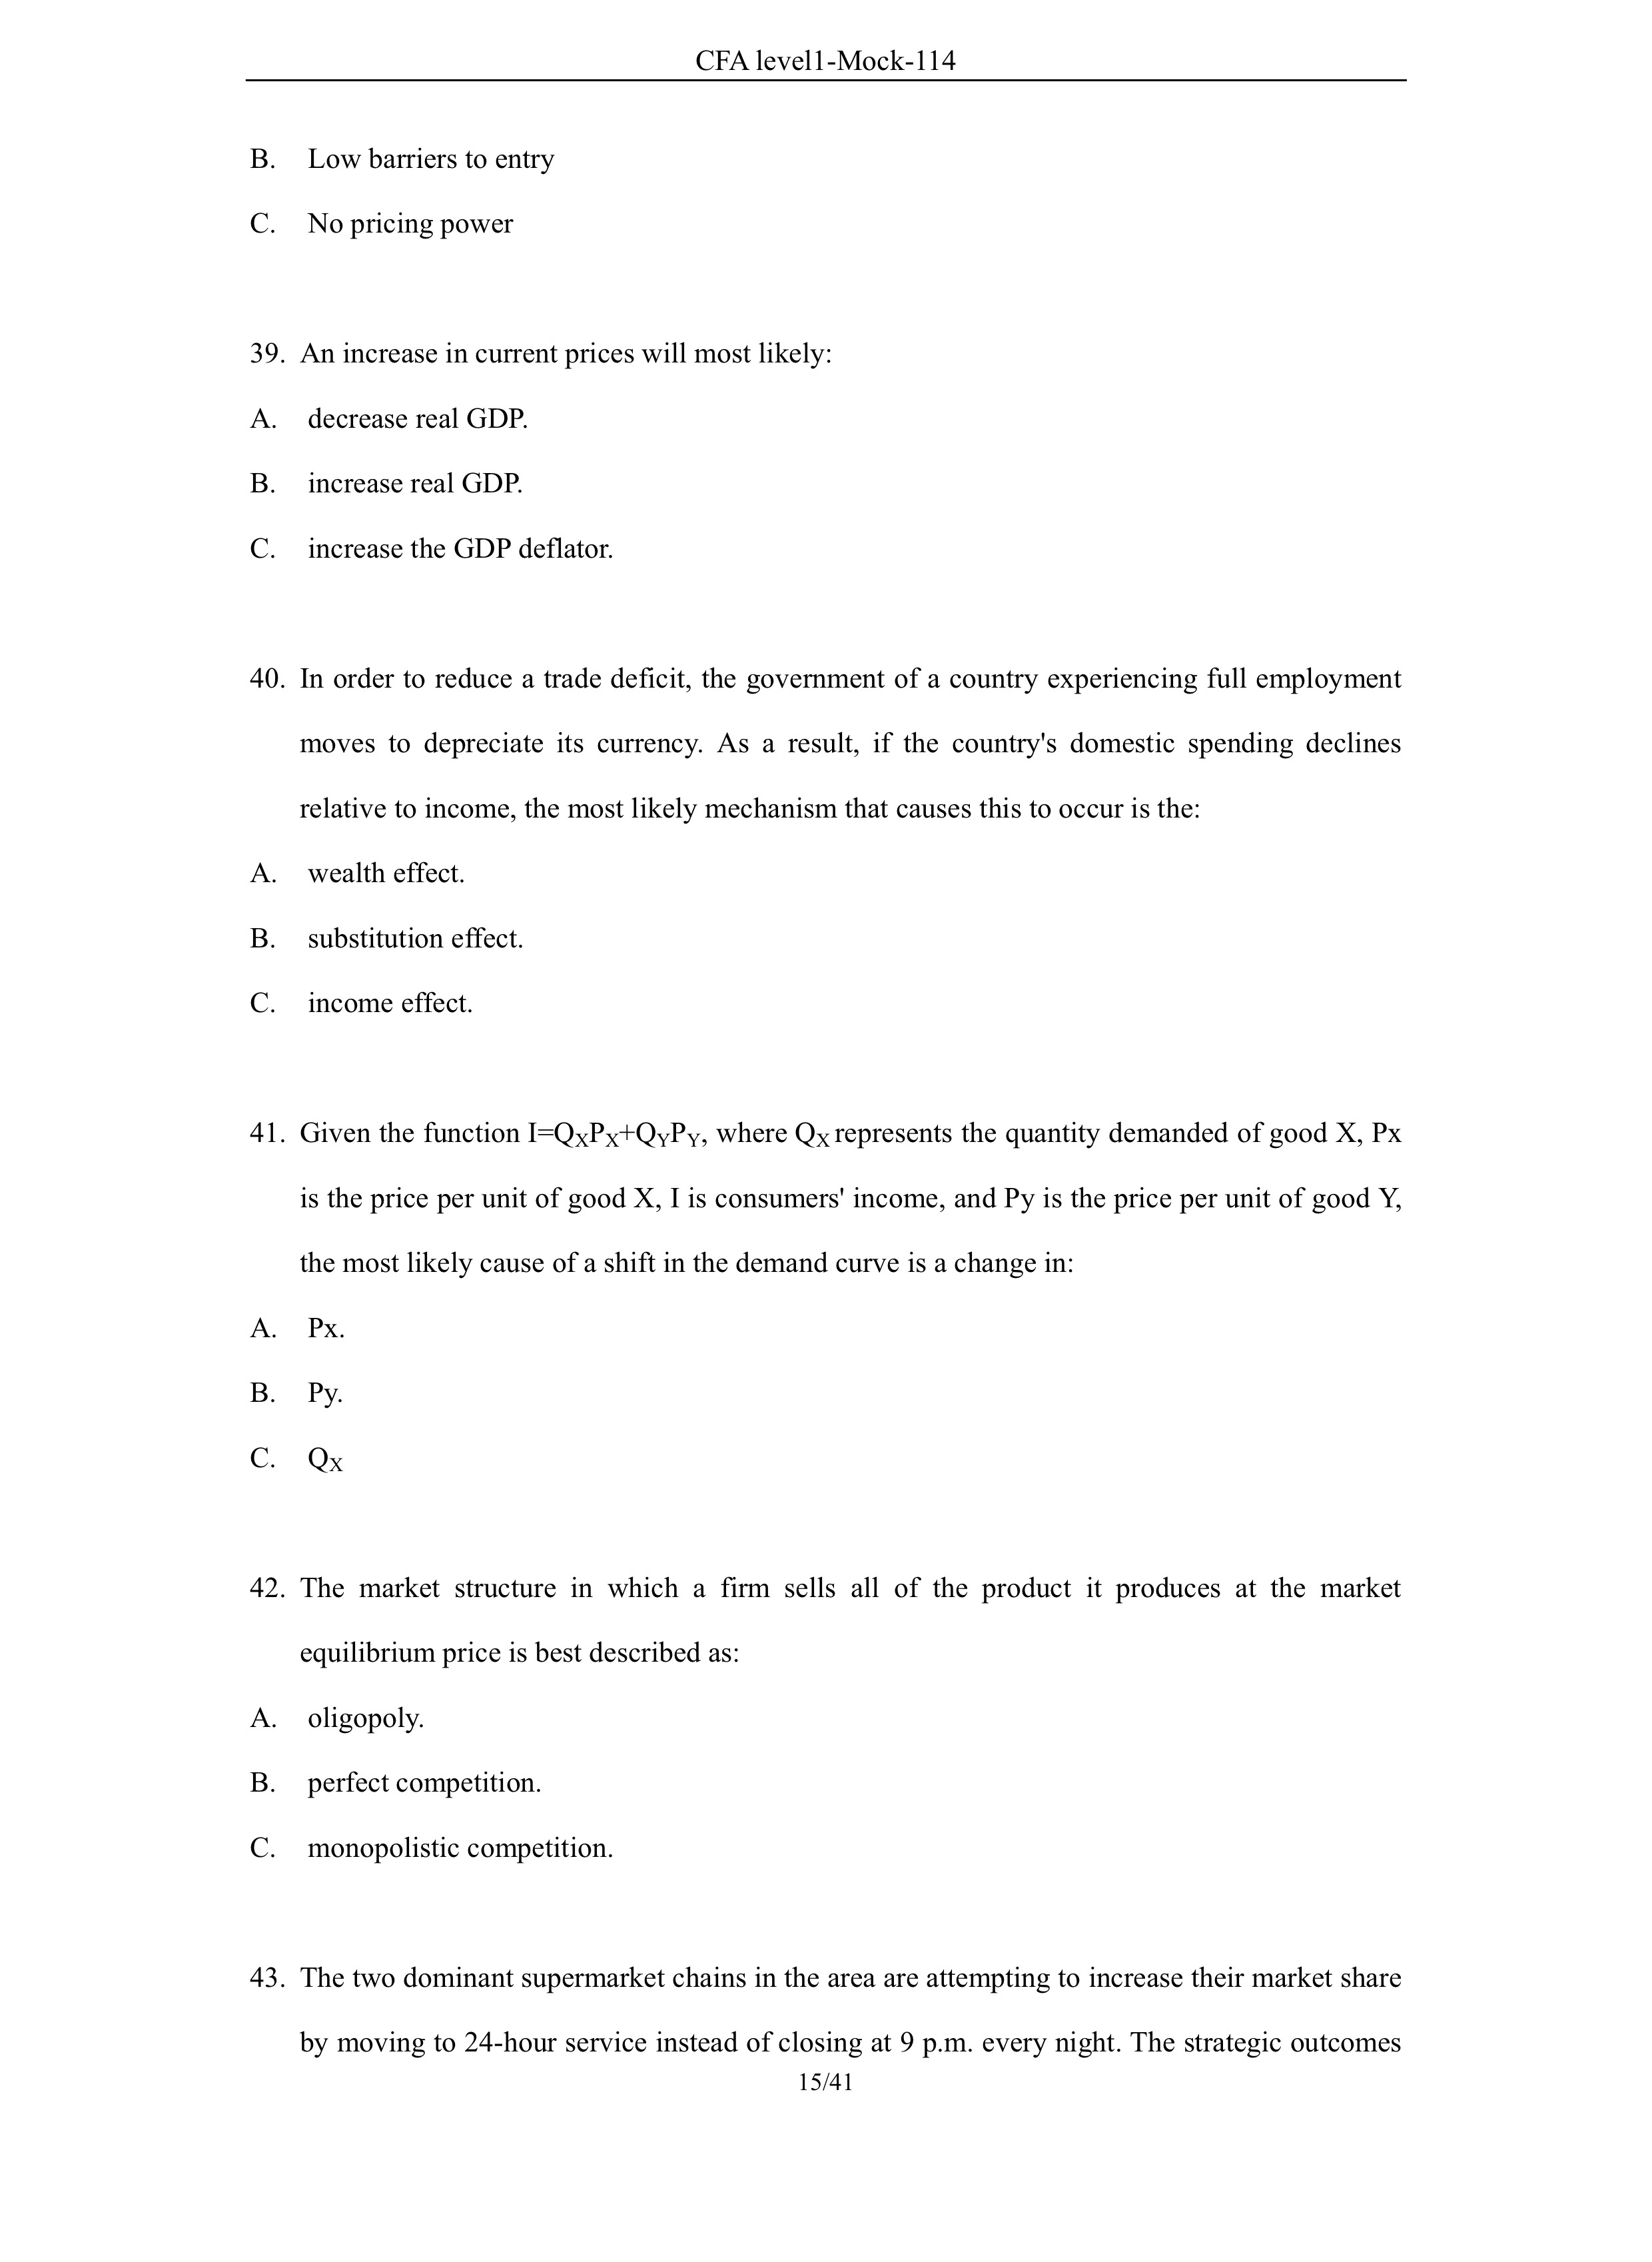 CFA level1-Mock-114
B. Low barriers to entry
C. No pricing power
39. An increase in current prices will most likely:
A. decrease real GDP.
B. increase real GDP.
C. increase the GDP deflator.
40. In order to reduce a trade deficit, the government of a country experiencing full employment
moves to depreciate its currency. As a result, if the country's domestic spending declines
relative to income, the most likely mechanism that causes this to occur is the:
A. wealth effect.
B. substitution effect.
C. income effect.
41. Given the function I=QXPX+QYPY, where QX represents the quantity demanded of good X, Px
is the price per unit of good X, I is consumers' income, and Py is the price per unit of good Y,
the most likely cause of a shift in the demand curve is a change in:
A. Px.
B. Py.
C. QX
42. The market structure in which a firm sells all of the product it produces at the market
equilibrium price is best described as:
A. oligopoly.
B. perfect competition.
C. monopolistic competition.
43. The two dominant supermarket chains in the area are attempting to increase their market share
by moving to 24-hour service instead of closing at 9 p.m. every night. The strategic outcomes
15/41